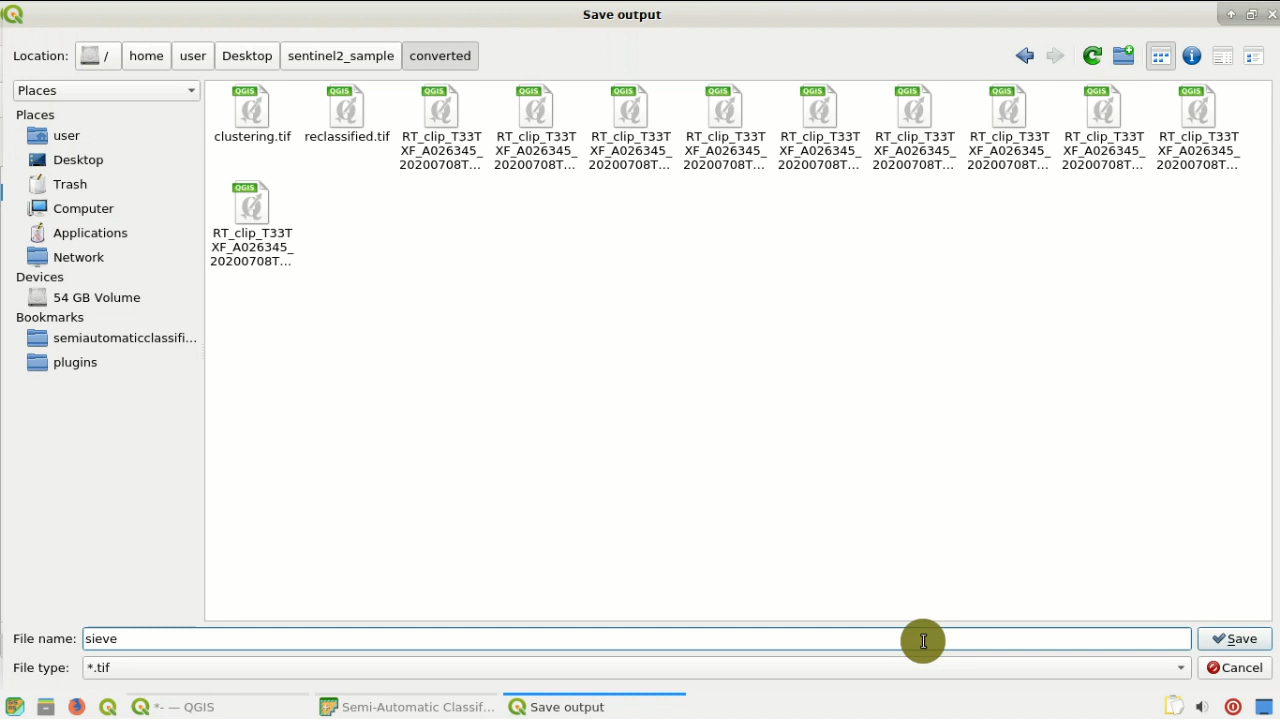 Save output
Location: / home user Desktop sentinel2_sample converted
Places
Places
user
Desktop
Trash
Computer
Applications
Network
Devices
54 GB Volume
Bookmarks
semiautomaticclassifi...
plugins
QGIS QGIS QGIS QGIS QGIS QGIS QGIS QGIS QGIS QGIS QGIS
clustering.tif reclassified.tif RT_clip_T33T RT_clip_T33T RT_clip_T33T RT_clip_T33T RT_clip_T33T RT_clip_T33T RT_clip_T33T RT_clip_T33T RT_clip_T33T
XF_A026345_ XF_A026345_ XF_A026345_ XF_A026345_ XF_A026345_ XF_A026345_ XF_A026345_ XF_A026345_ XF_A026345_
20200708T... 20200708T... 20200708T... 20200708T... 20200708T... 20200708T... 20200708T... 20200708T... 20200708T...
QGIS
RT_clip_T33T
XF_A026345_
20200708T...
File name: sieve Save
File type: *.tif Cancel
*- — QGIS Semi-Automatic Classif... Save output